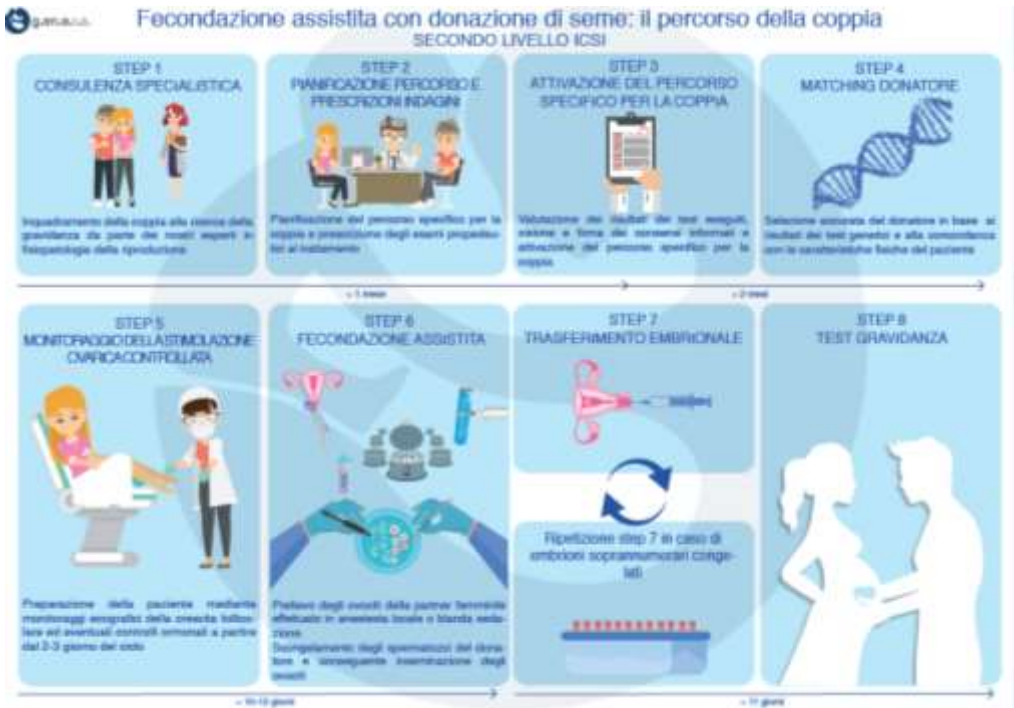 Fecondazione assistita con donazione di seme: il percorso della coppia
SECONDO LIVELLO ICSI
STEP 1
CONSULENZA SPECIALISTICA
Inquadramento della coppia alla ricerca della
gravidanza da parte dei nostri esperti in
fisiopatologia della riproduzione
STEP 2
PIANIFICAZIONE PERCORSO E
PRESCRIZIONI INDAGINI
Pianificazione del percorso specifico per la
coppia e prescrizione degli esami propedeu-
tici al trattamento
STEP 3
ATTIVAZIONE DEL PERCORSO
SPECIFICO PER LA COPPIA
Valutazione dei risultati dei test eseguiti,
visione e firma dei consensi informati e
attivazione del percorso specifico per la
coppia
STEP 4
MATCHING DONATORE
Selezione accurata del donatore in base ai
risultati dei test genetici e alla concordanza
con le caratteristiche fisiche del paziente
~ 1 mese
~ 2 mesi
STEP 5
MONITORAGGIO DELLA STIMOLAZIONE
OVARICA CONTROLLATA
Preparazione della paziente mediante
monitoraggi ecografici della crescita follico-
lare ed eventuali controlli ormonali a partire
dal 2-3 giorno del ciclo
STEP 6
FECONDAZIONE ASSISTITA
Prelievo degli ovociti della partner femminile
effettuato in anestesia locale o blanda seda-
zione
Scongelamento degli spermatozoi del dona-
tore e conseguente inseminazione degli
ovociti
STEP 7
TRASFERIMENTO EMBRIONALE
Ripetizione step 7 in caso di
embrioni soprannumerari conge-
lati
STEP 8
TEST GRAVIDANZA
~ 10-12 giorni
~ 11 giorni